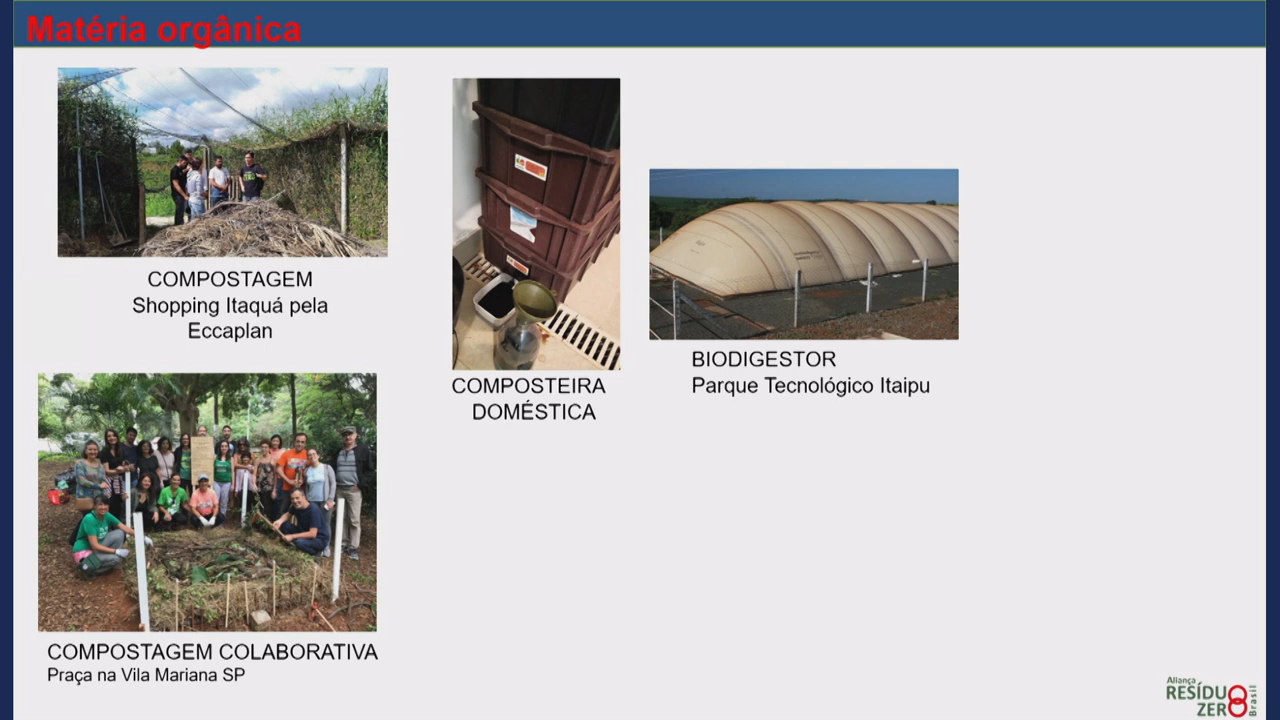 Matéria orgânica
COMPOSTAGEM
Shopping Itaquá pela
Eccaplan
COMPOSTEIRA
DOMÉSTICA
BIODIGESTOR
Parque Tecnológico Itaipu
COMPOSTAGEM COLABORATIVA
Praça na Vila Mariana SP
Aliança
RESÍDUO
ZERO
Brasil